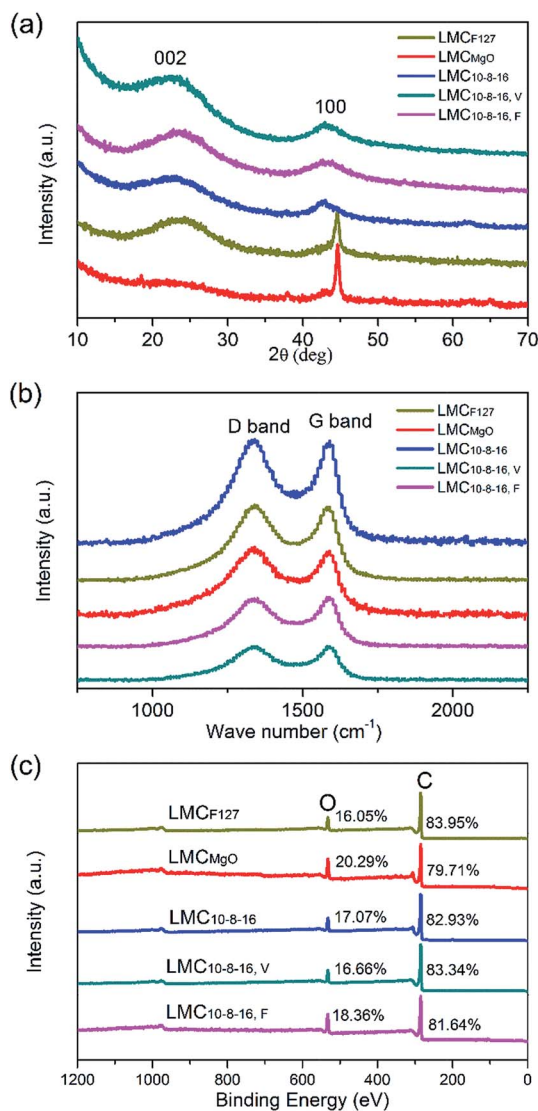 (a)
002
100
LMCF127
LMCMgO
LMC10-8-16
LMC10-8-16, V
LMC10-8-16, F
Intensity (a.u.)
10 20 30 40 50 60 70
2θ (deg)
(b)
D band G band
LMCF127
LMCMgO
LMC10-8-16
LMC10-8-16, V
LMC10-8-16, F
Intensity (a.u.)
1000 1500 2000
Wave number (cm-1)
(c)
O C
LMCF127 16.05% 83.95%
LMCMgO 20.29% 79.71%
LMC10-8-16 17.07% 82.93%
LMC10-8-16, V 16.66% 83.34%
LMC10-8-16, F 18.36% 81.64%
Intensity (a.u.)
1200 1000 800 600 400 200 0
Binding Energy (eV)